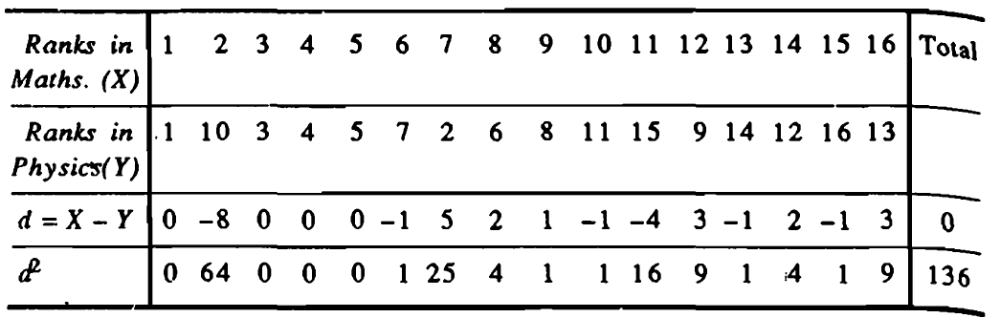 Ranks in 1 2 3 4 5 6 7 8 9 10 11 12 13 14 15 16 Total
Maths. (X)
Ranks in 1 10 3 4 5 7 2 6 8 11 15 9 14 12 16 13
Physics(Y)
d = X – Y 0 –8 0 0 0 –1 5 2 1 –1 –4 3 –1 2 –1 3 0
d² 0 64 0 0 0 1 25 4 1 1 16 9 1 4 1 9 136